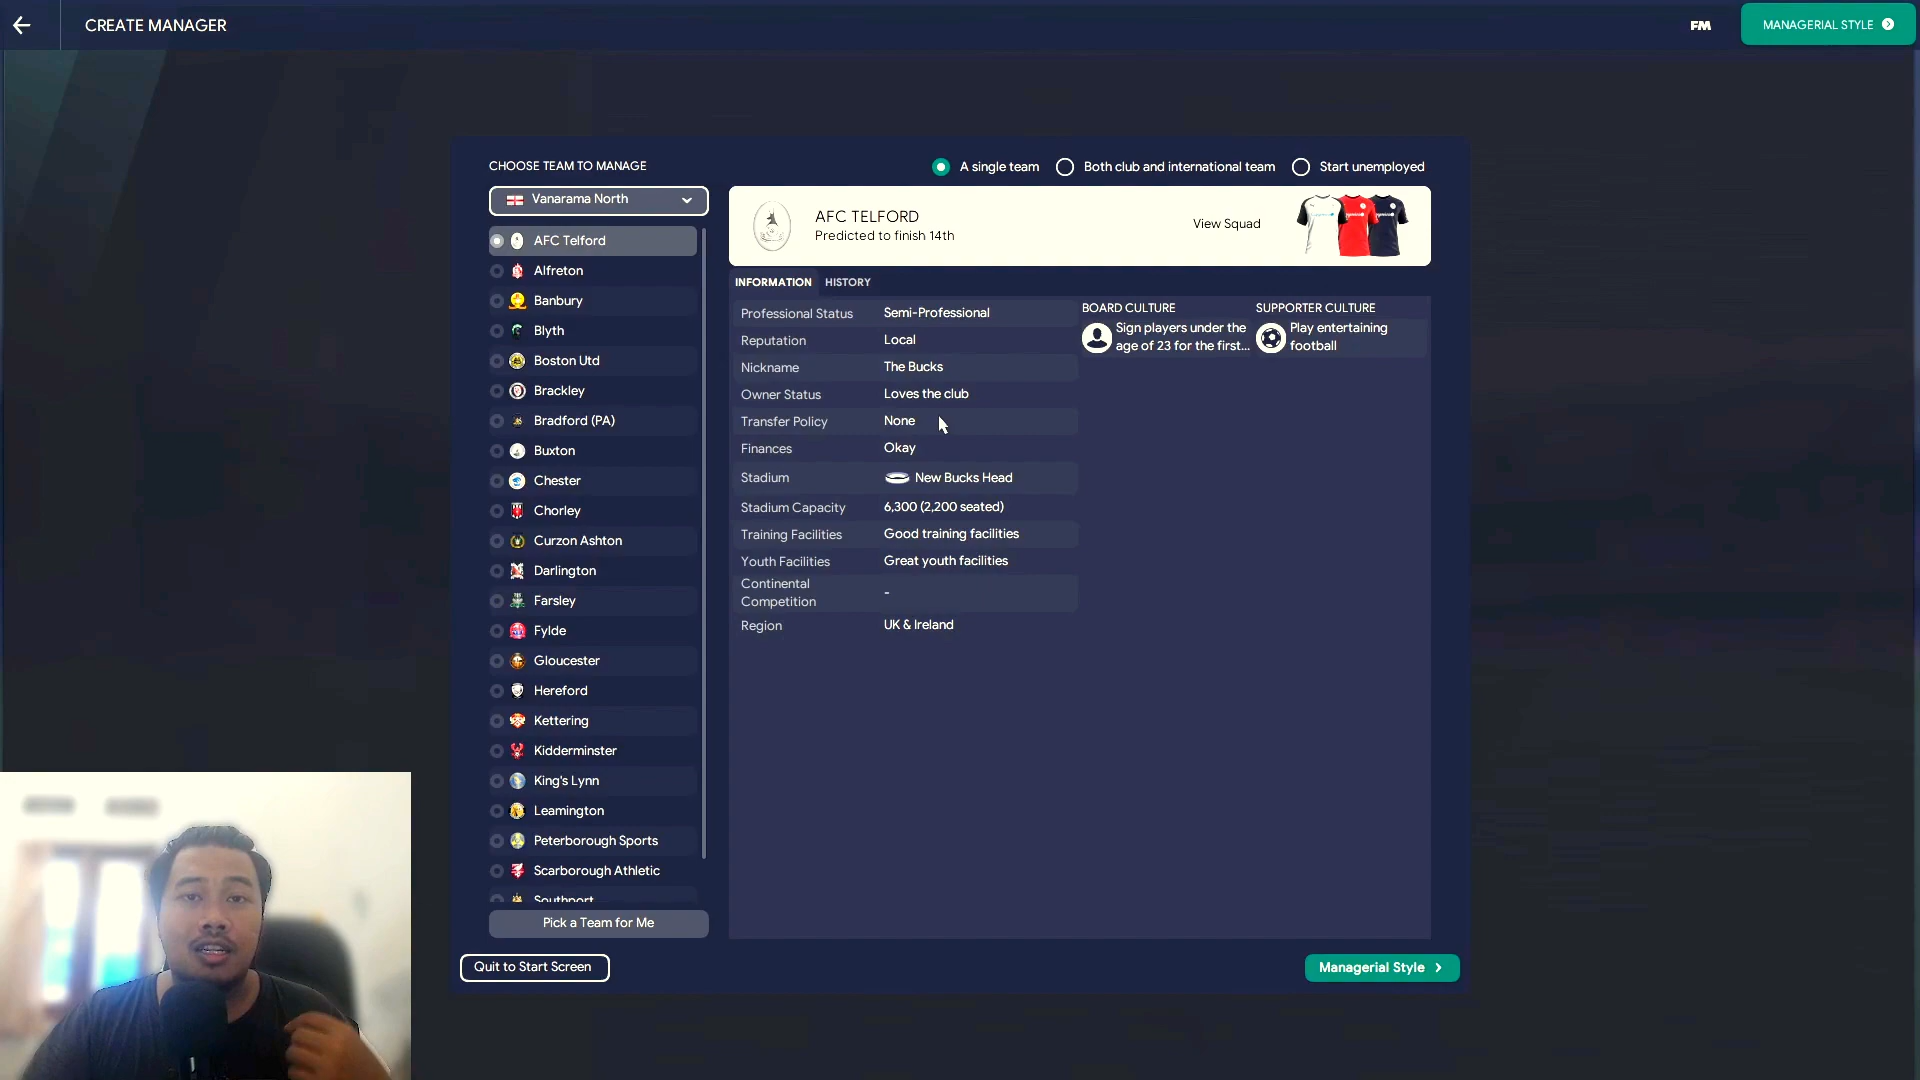 CREATE MANAGER
FM
MANAGERIAL STYLE
CHOOSE TEAM TO MANAGE
A single team
Both club and international team
Start unemployed
Vanarama North
AFC Telford
Alfreton
Banbury
Blyth
Boston Utd
Brackley
Bradford (PA)
Buxton
Chester
Chorley
Curzon Ashton
Darlington
Farsley
Fylde
Gloucester
Hereford
Kettering
Kidderminster
King's Lynn
Leamington
Peterborough Sports
Scarborough Athletic
Southport
Pick a Team for Me
AFC TELFORD
Predicted to finish 14th
View Squad
INFORMATION
HISTORY
Professional Status Semi-Professional
Reputation Local
Nickname The Bucks
Owner Status Loves the club
Transfer Policy None
Finances Okay
Stadium New Bucks Head
Stadium Capacity 6,300 (2,200 seated)
Training Facilities Good training facilities
Youth Facilities Great youth facilities
Continental
Competition -
Region UK & Ireland
BOARD CULTURE
Sign players under the
age of 23 for the first...
SUPPORTER CULTURE
Play entertaining
football
Quit to Start Screen
Managerial Style